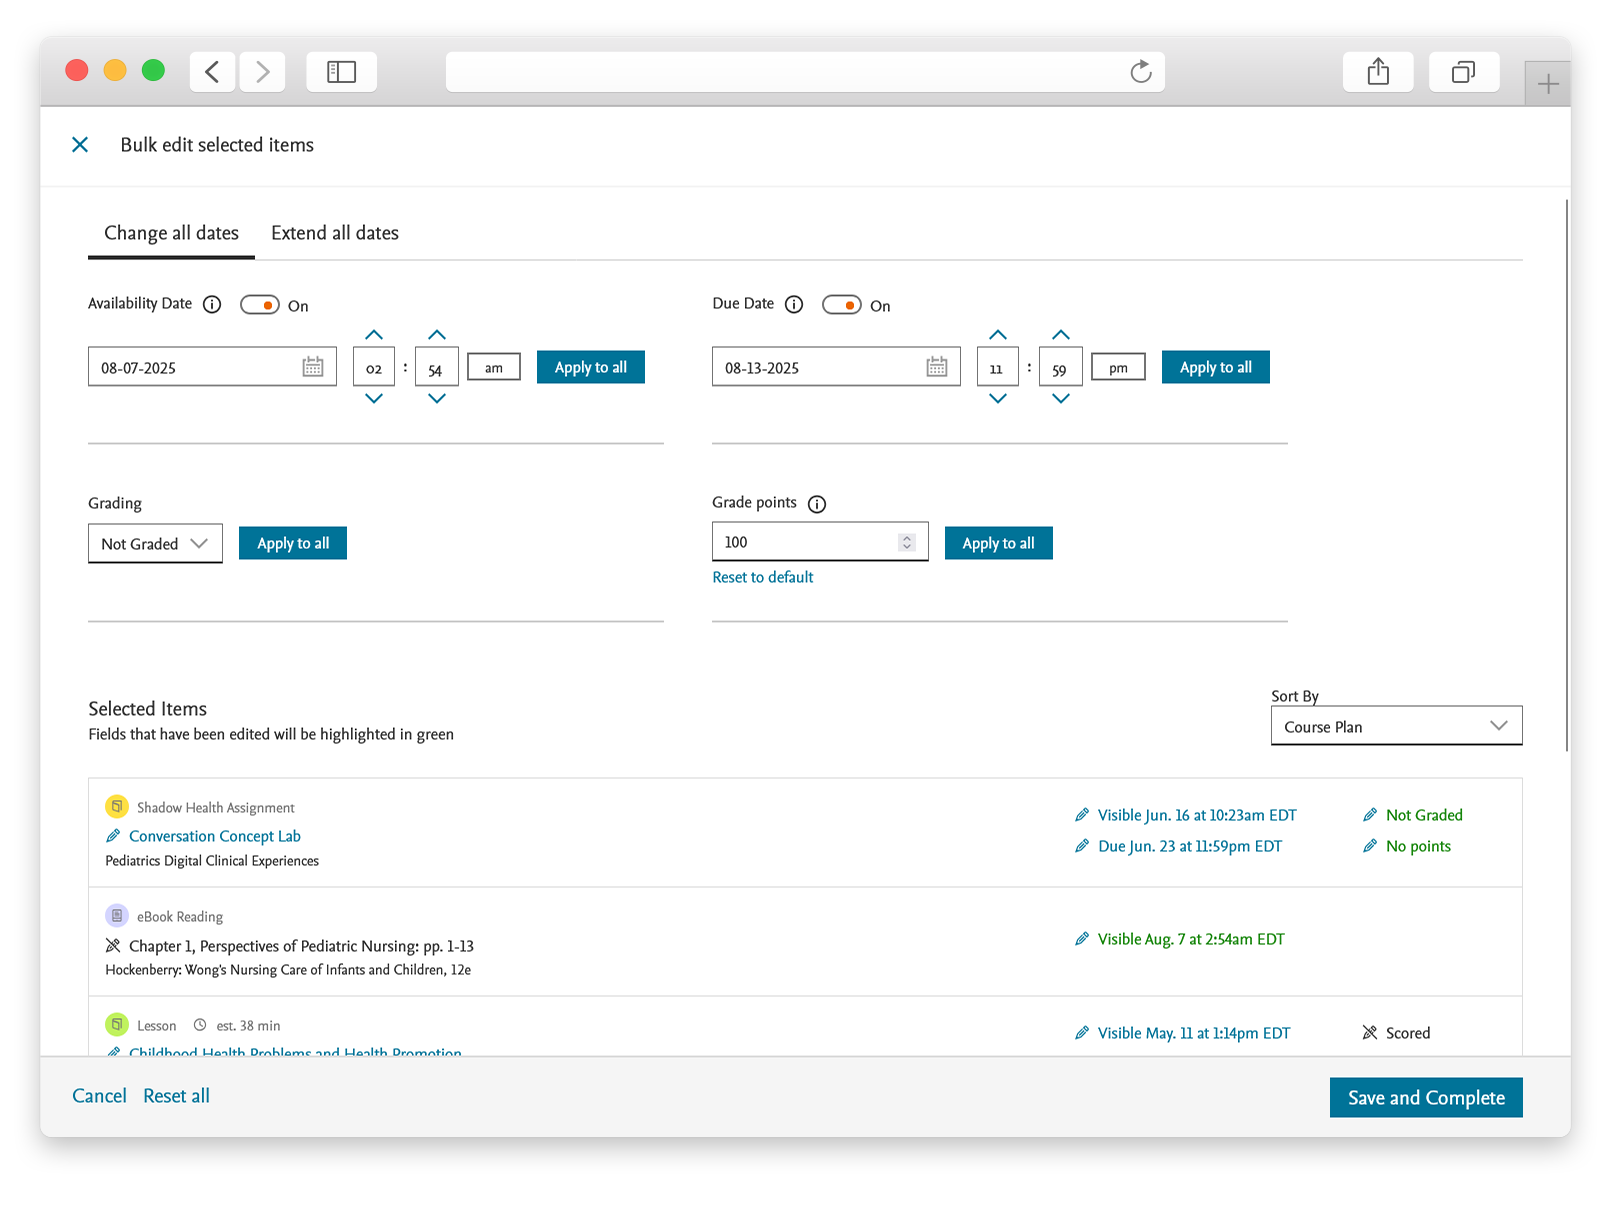 Bulk edit selected items
Change all dates Extend all dates
Availability Date On Due Date On
08-07-2025 02 : 54 am Apply to all 08-13-2025 11 : 59 pm Apply to all
Grading Grade points
Not Graded Apply to all 100 Apply to all
Reset to default
Sort By
Selected Items
Course Plan
Fields that have been edited will be highlighted in green
Shadow Health Assignment Visible Jun. 16 at 10:23am EDT Not Graded
Conversation Concept Lab Due Jun. 23 at 11:59pm EDT No points
Pediatrics Digital Clinical Experiences
eBook Reading
Chapter 1, Perspectives of Pediatric Nursing: pp. 1-13 Visible Aug. 7 at 2:54am EDT
Hockenberry: Wong's Nursing Care of Infants and Children, 12e
Lesson est. 38 min Visible May. 11 at 1:14pm EDT Scored
Childhood Health Problems and Health Promotion
Cancel Reset all Save and Complete